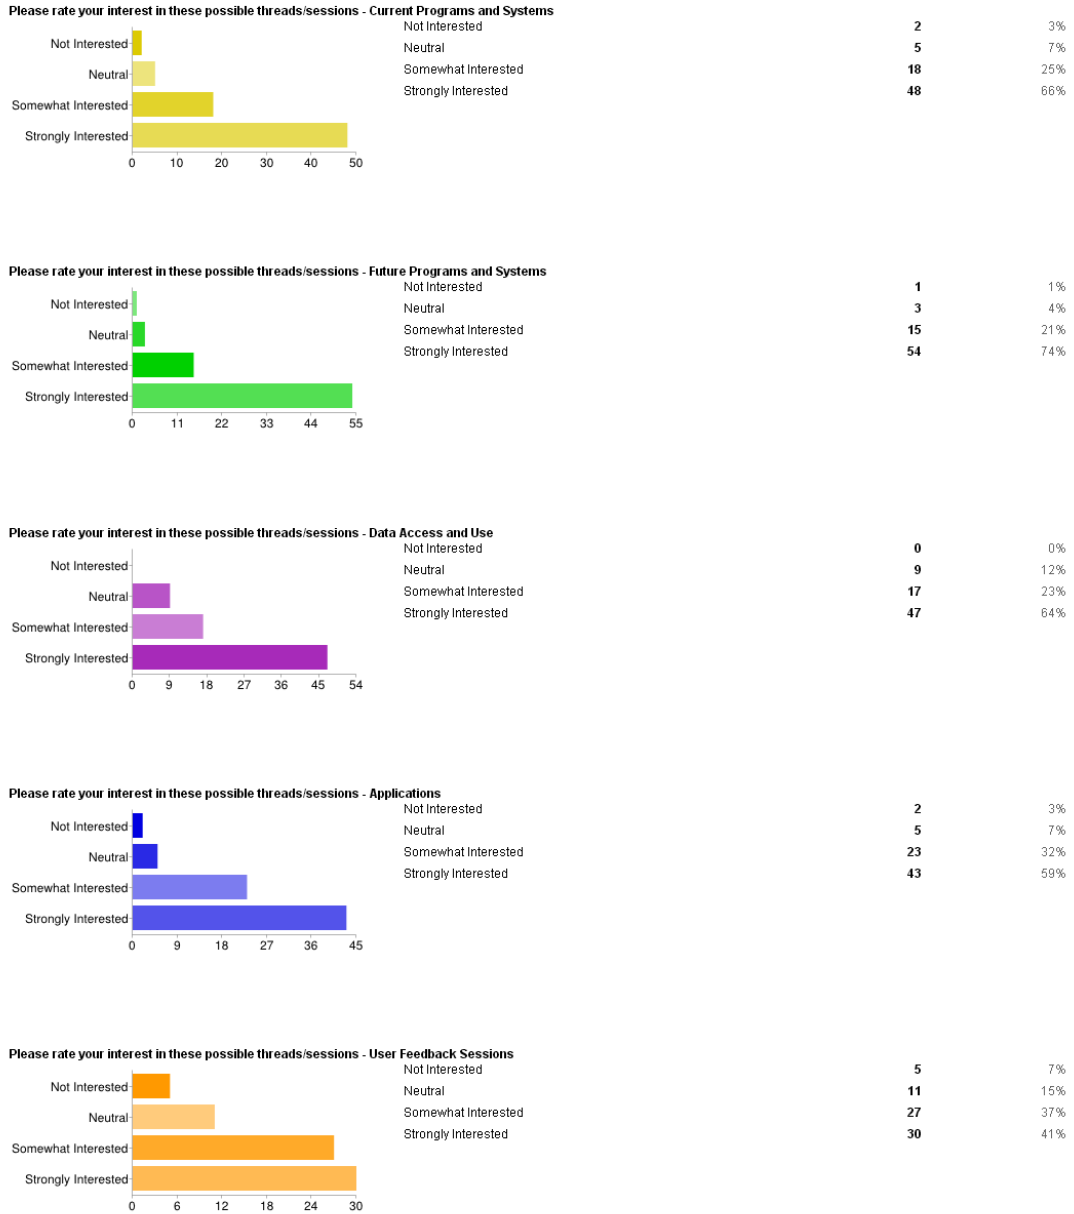 Please rate your interest in these possible threads/sessions - Current Programs and Systems
Not Interested 2 3%
Neutral 5 7%
Somewhat Interested 18 25%
Strongly Interested 48 66%
Not Interested
Neutral
Somewhat Interested
Strongly Interested
0 10 20 30 40 50
Please rate your interest in these possible threads/sessions - Future Programs and Systems
Not Interested 1 1%
Neutral 3 4%
Somewhat Interested 15 21%
Strongly Interested 54 74%
Not Interested
Neutral
Somewhat Interested
Strongly Interested
0 11 22 33 44 55
Please rate your interest in these possible threads/sessions - Data Access and Use
Not Interested 0 0%
Neutral 9 12%
Somewhat Interested 17 23%
Strongly Interested 47 64%
Not Interested
Neutral
Somewhat Interested
Strongly Interested
0 9 18 27 36 45 54
Please rate your interest in these possible threads/sessions - Applications
Not Interested 2 3%
Neutral 5 7%
Somewhat Interested 23 32%
Strongly Interested 43 59%
Not Interested
Neutral
Somewhat Interested
Strongly Interested
0 9 18 27 36 45
Please rate your interest in these possible threads/sessions - User Feedback Sessions
Not Interested 5 7%
Neutral 11 15%
Somewhat Interested 27 37%
Strongly Interested 30 41%
Not Interested
Neutral
Somewhat Interested
Strongly Interested
0 6 12 18 24 30